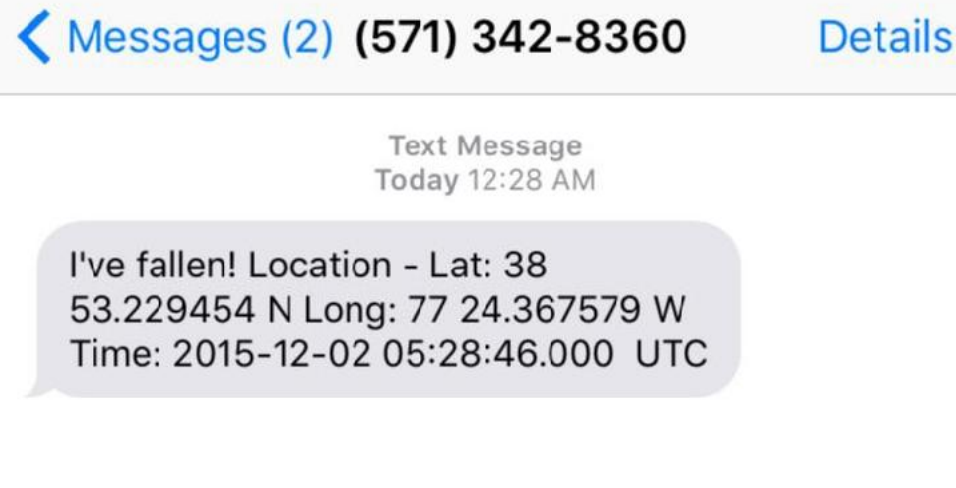 Messages (2) (571) 342-8360 Details
Text Message
Today 12:28 AM
I've fallen! Location - Lat: 38
53.229454 N Long: 77 24.367579 W
Time: 2015-12-02 05:28:46.000 UTC